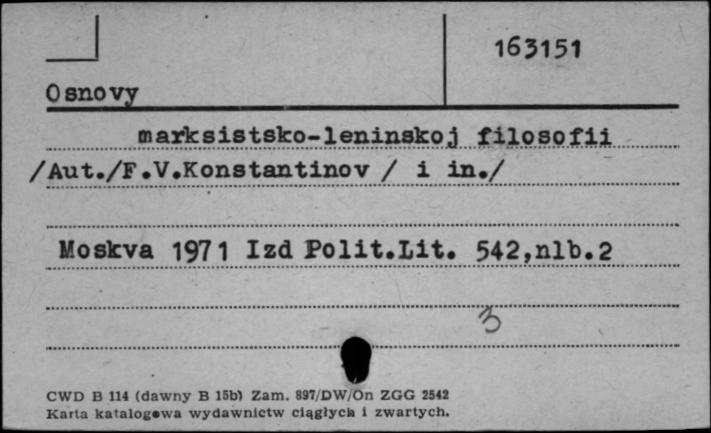 163151
Osnovy
marksistsko-leninskoj filosofii
/Aut./F.V.Konstantinov / i in./
Moskva 1971 Izd Polit.Lit. 542,nlb.2
3
CWD B 114 (dawny B 15b) Zam. 897/DW/On ZGG 2542
Karta katalogowa wydawnictw ciągłych i zwartych.